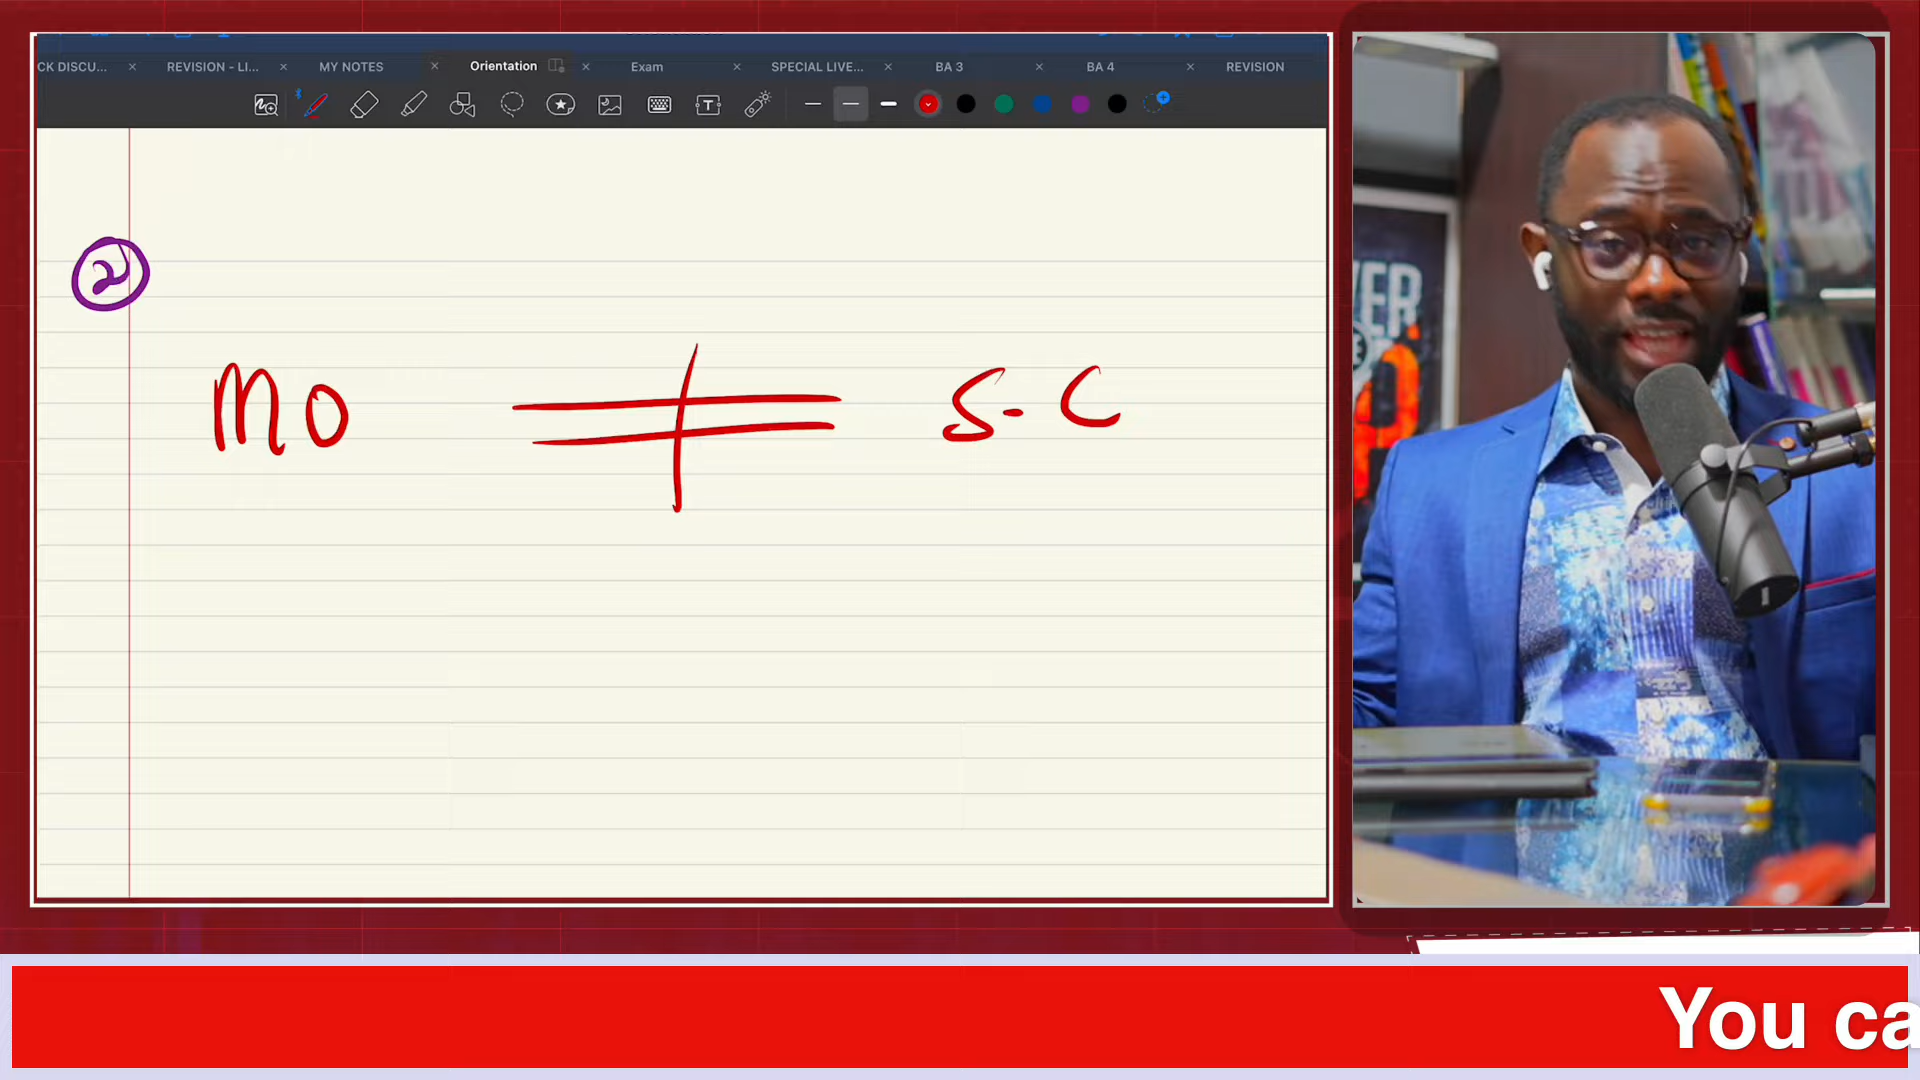 CK DISCU... REVISION - LI... MY NOTES Orientation Exam SPECIAL LIVE... BA 3 BA 4 REVISION
2
MO ≠ S-C
You ca